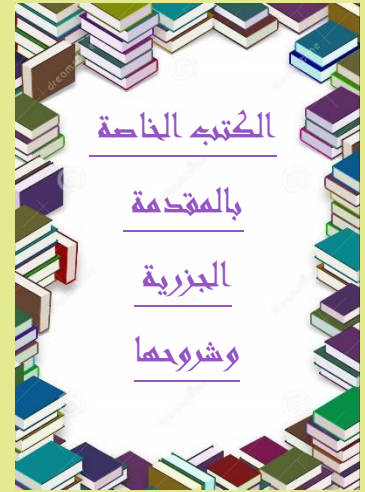 الكتب الخاصة
بالمقدمة
الجزرية
وشروحها